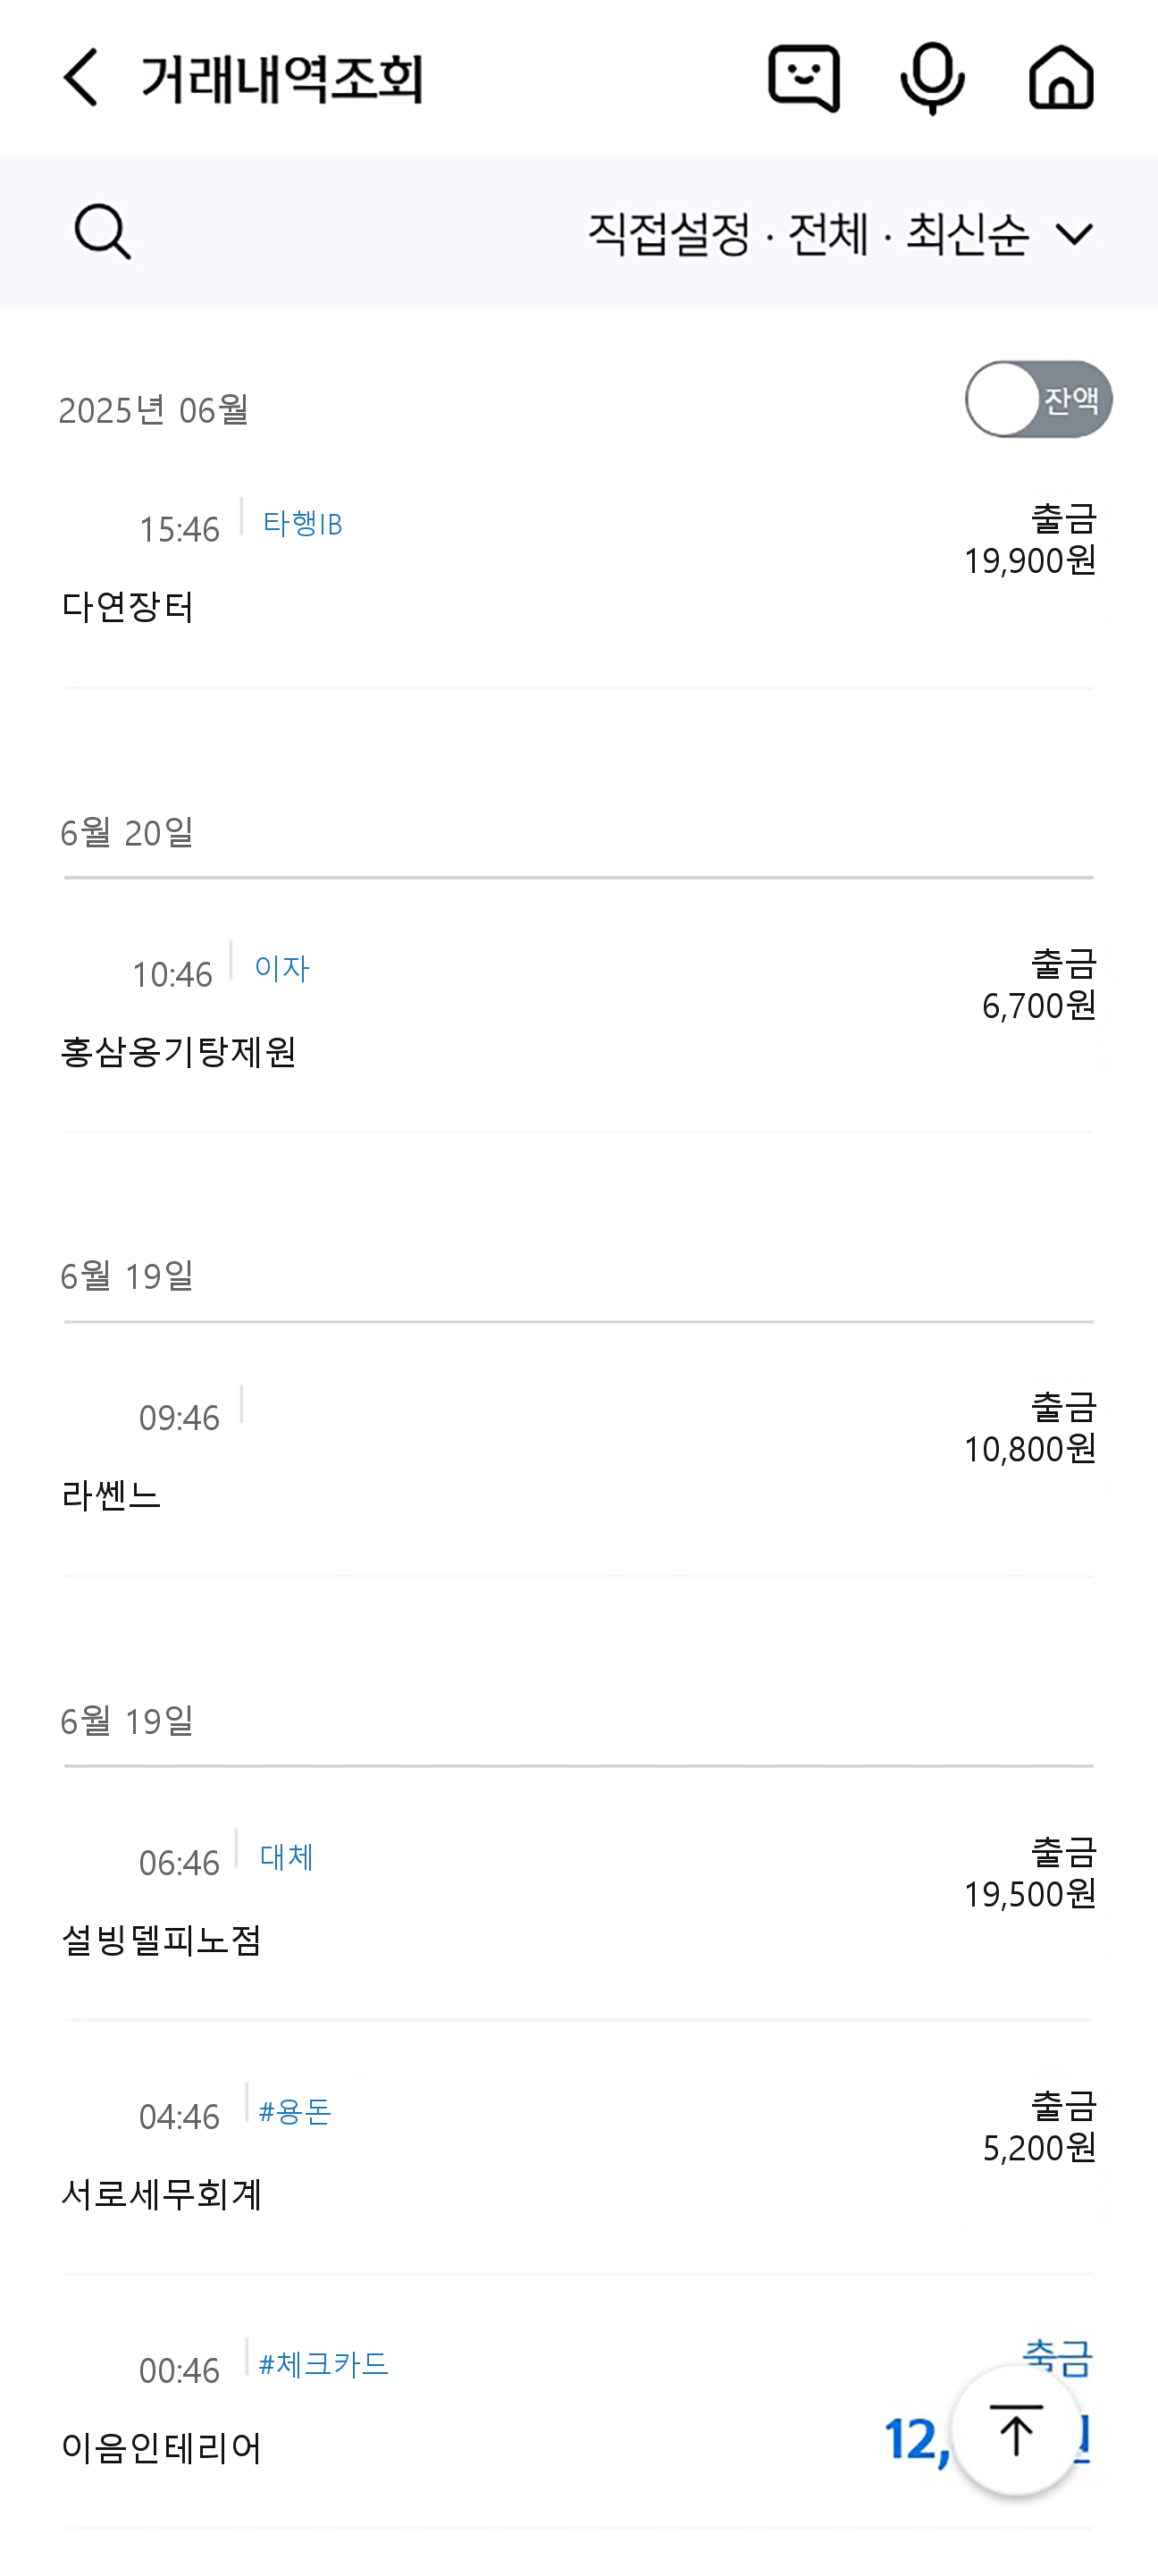 거래내역조회
직접설정 · 전체 · 최신순
2025년 06월
잔액
15:46 타행IB
출금
19,900원
다연장터
6월 20일
10:46 이자
출금
6,700원
홍삼옹기탕제원
6월 19일
09:46
출금
10,800원
라쎈느
6월 19일
06:46 대체
출금
19,500원
설빙델피노점
04:46 #용돈
출금
5,200원
서로세무회계
00:46 #체크카드
12,
이음인테리어